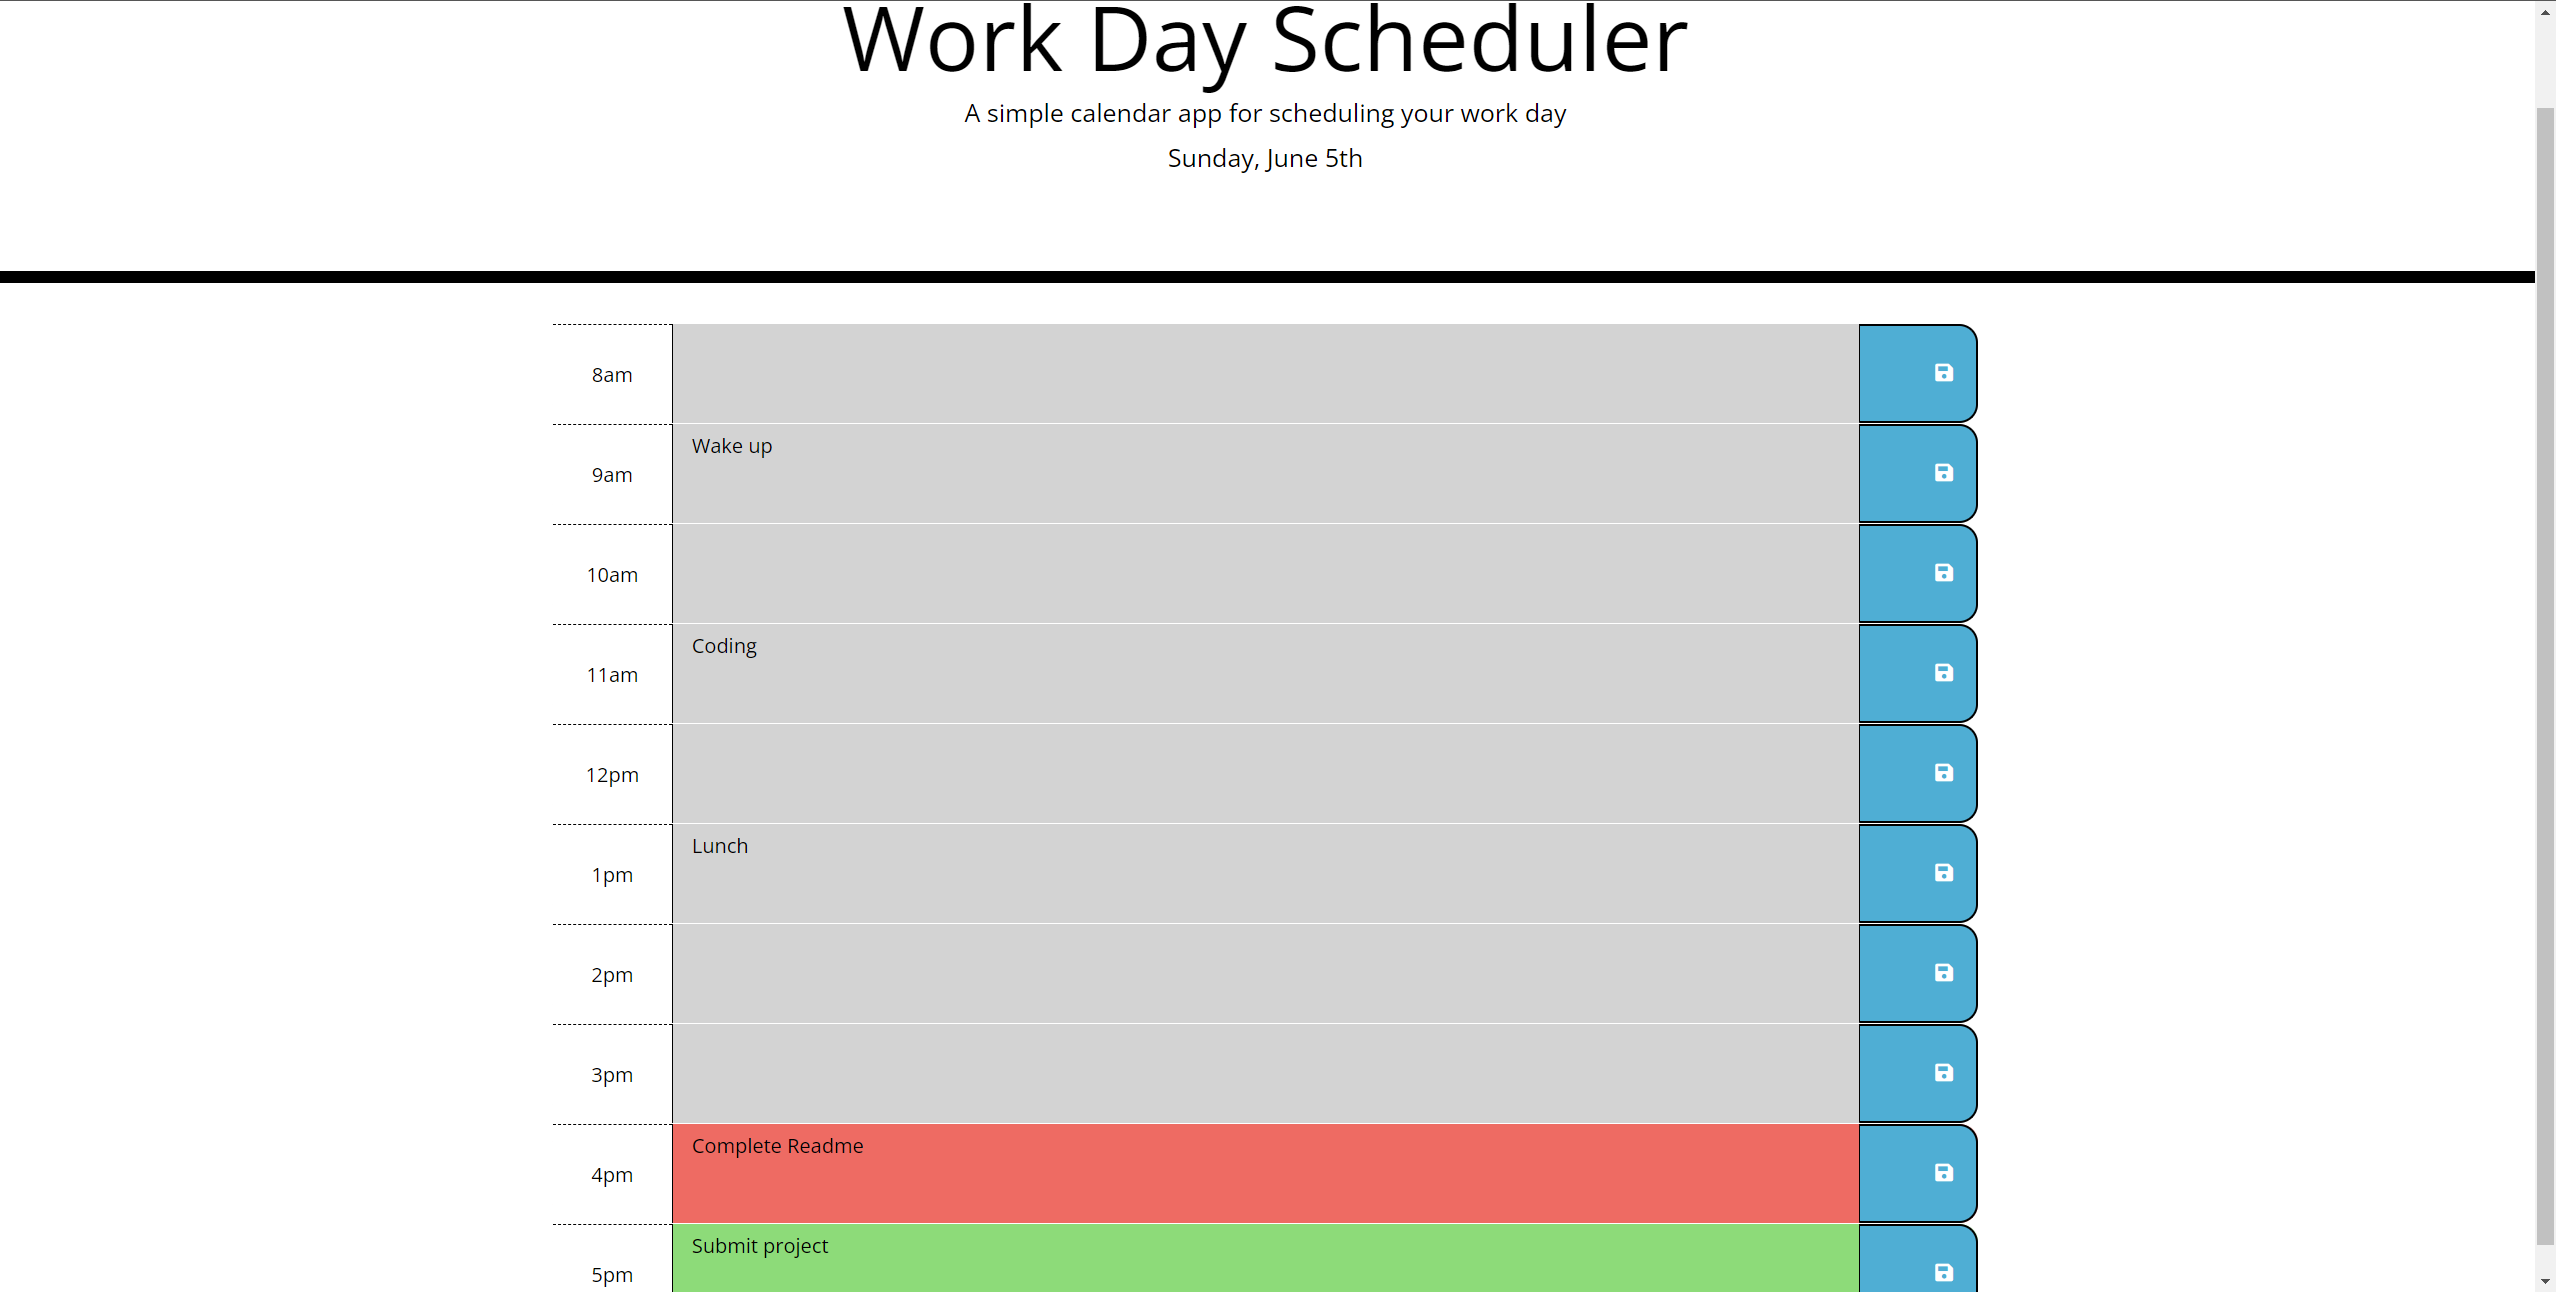 Work Day Scheduler
A simple calendar app for scheduling your work day
Sunday, June 5th
8am
9am
Wake up
10am
11am
Coding
12pm
1pm
Lunch
2pm
3pm
4pm
Complete Readme
5pm
Submit project